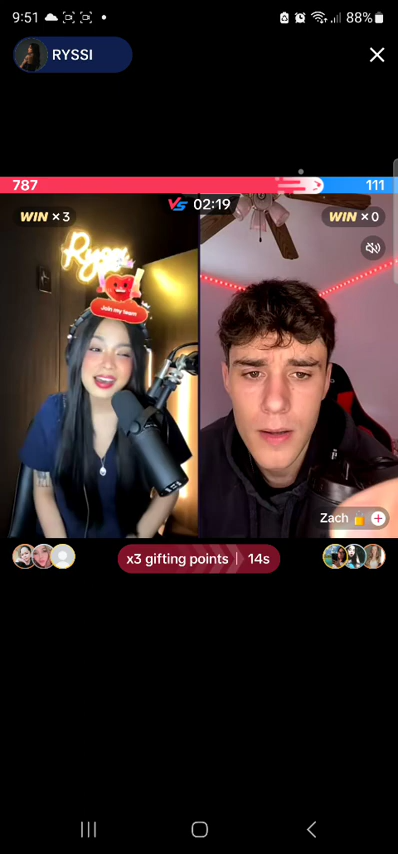 9:51
88%
RYSSI
787
111
VS 02:19
WIN ×3
WIN ×0
Ryssi
Join my team
Zach 🔒
x3 gifting points | 14s